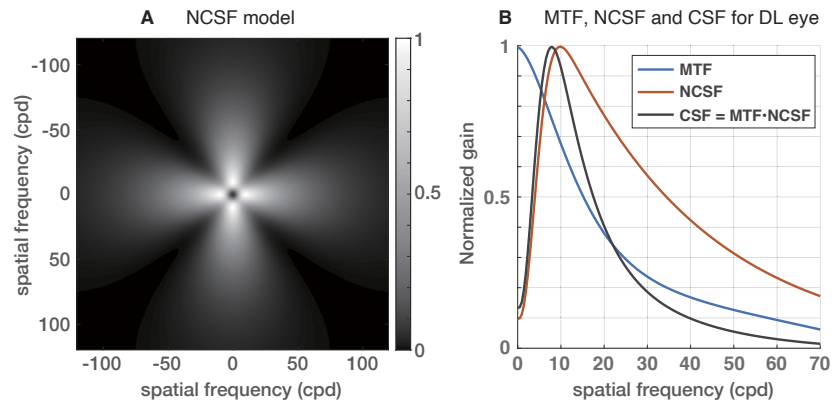 A NCSF model
B MTF, NCSF and CSF for DL eye
-100
-50
0
50
100
spatial frequency (cpd)
-100 -50 0 50 100
spatial frequency (cpd)
1
0.5
0
Normalized gain
1
0.5
0
MTF
NCSF
CSF = MTF·NCSF
0 10 20 30 40 50 60 70
spatial frequency (cpd)